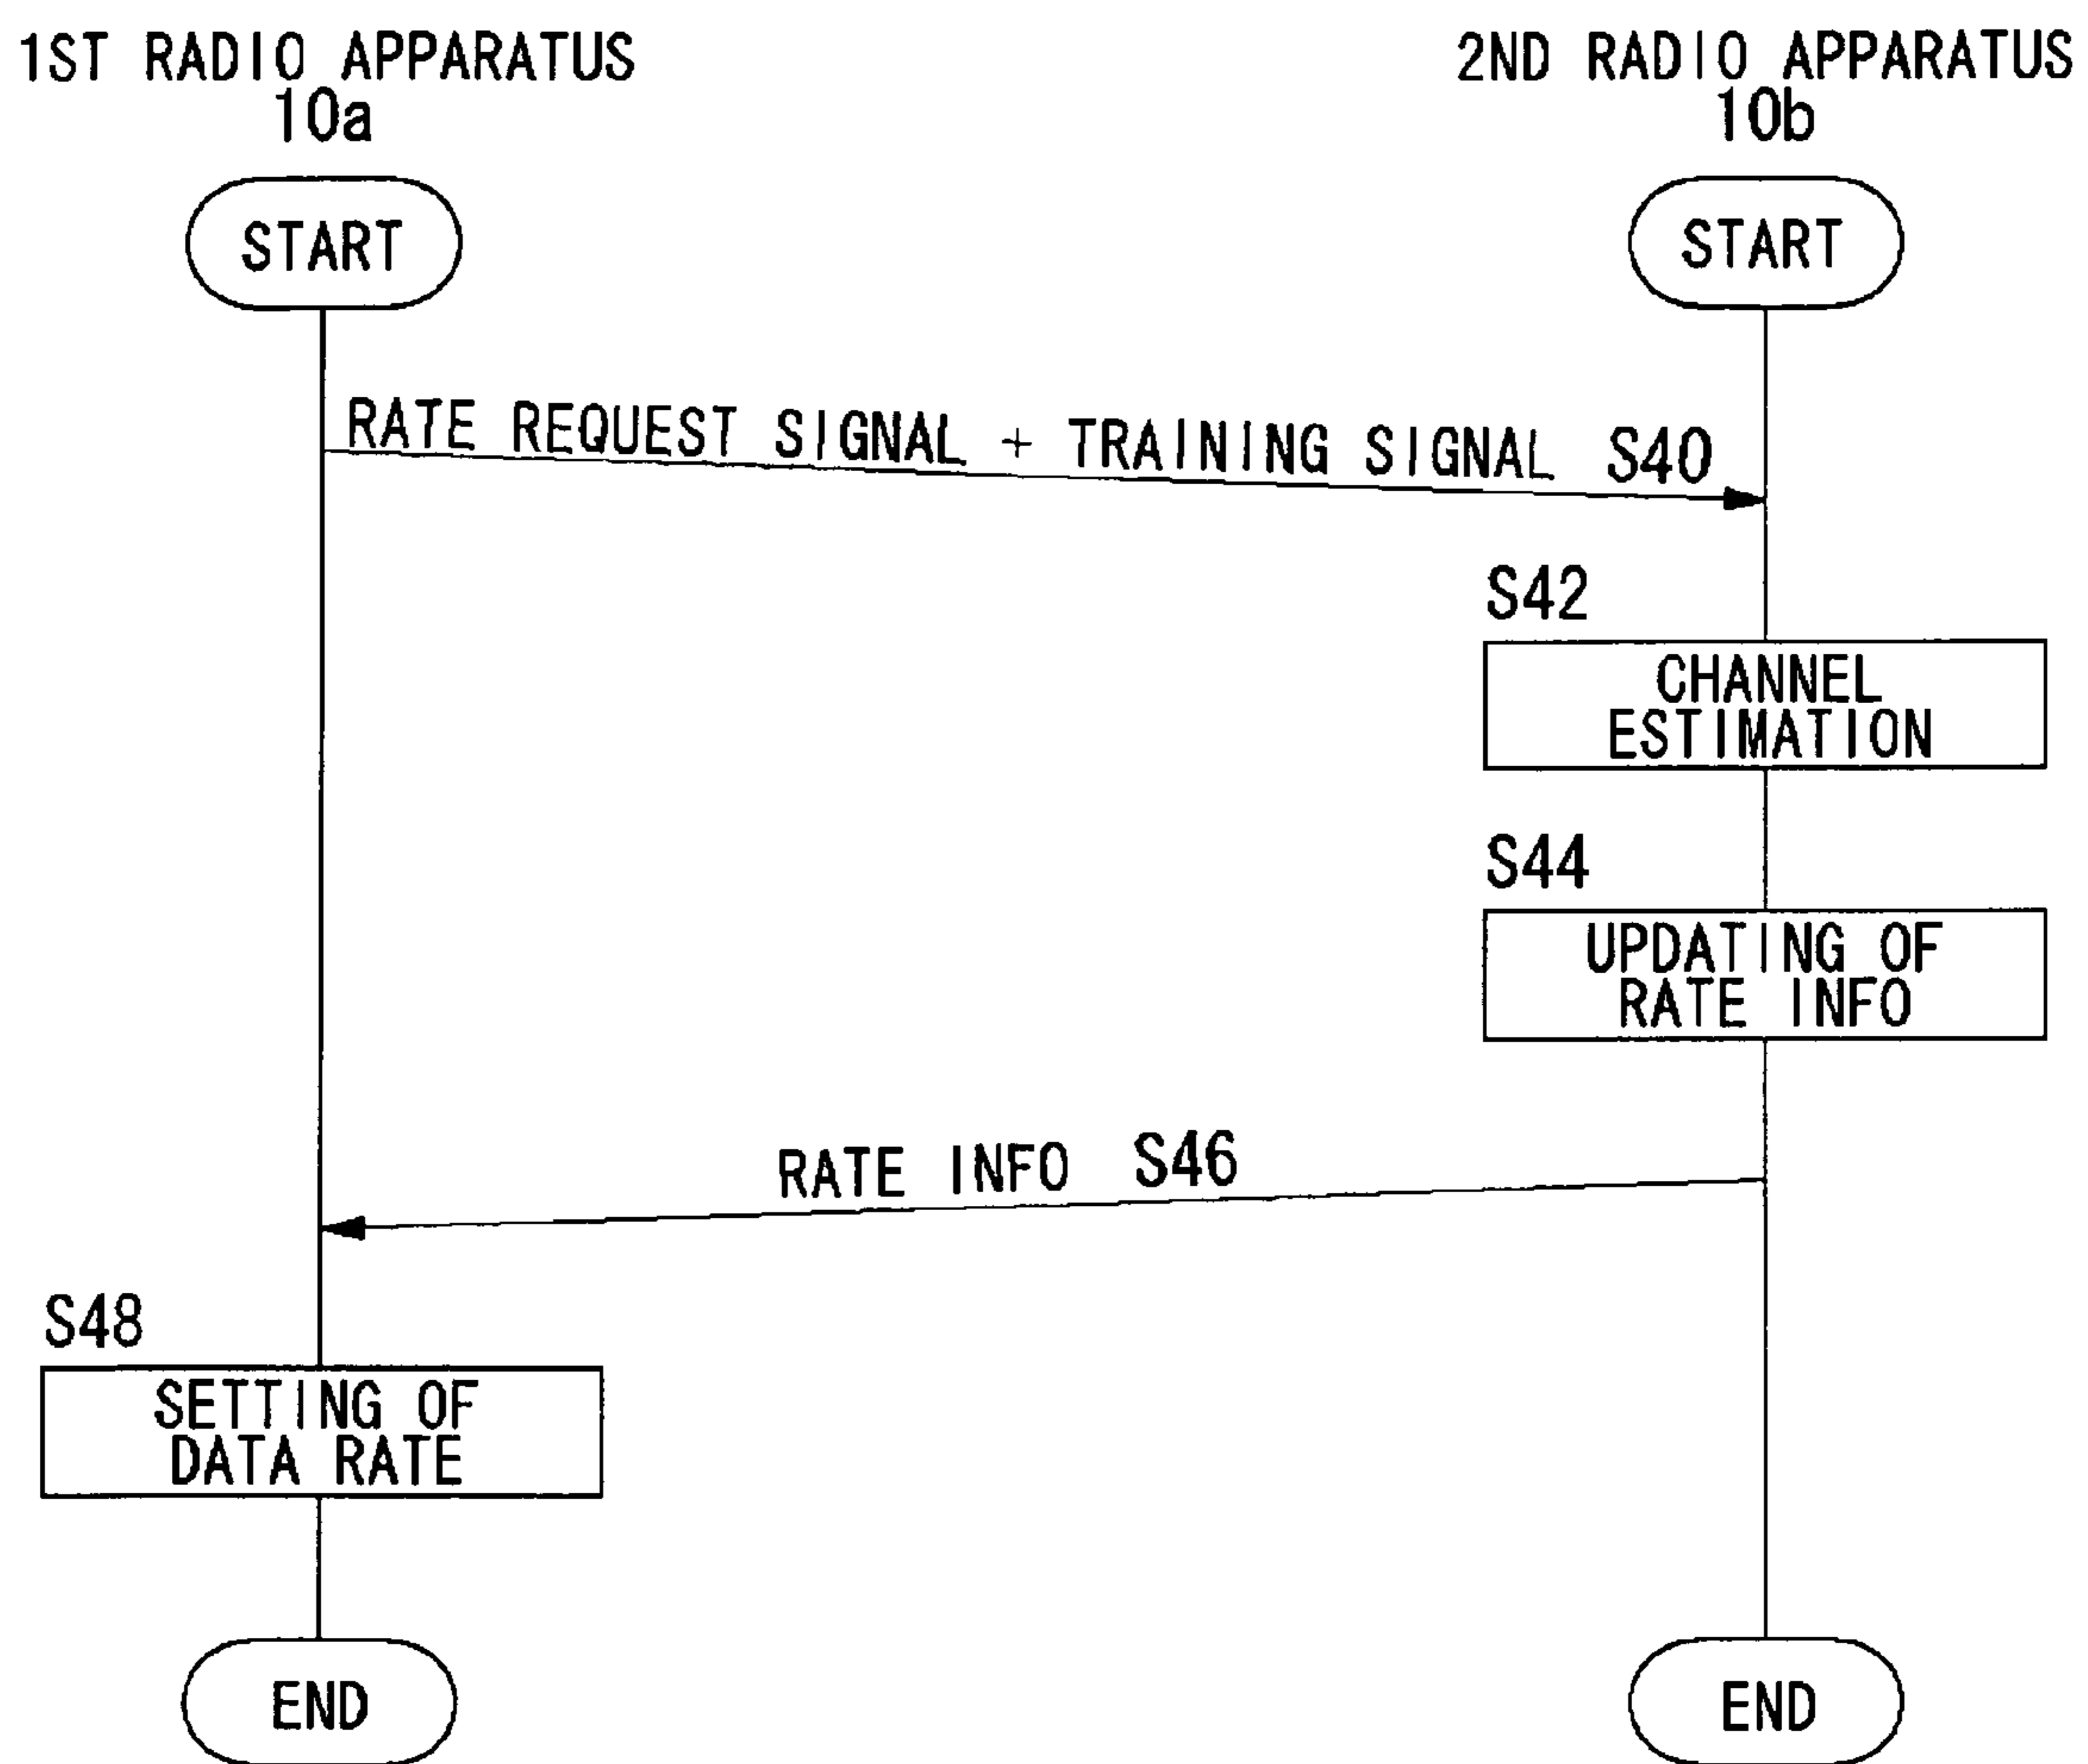 1ST RADIO APPARATUS
10a
2ND RADIO APPARATUS
10b
START
START
RATE REQUEST SIGNAL + TRAINING SIGNAL S40
S42
CHANNEL
ESTIMATION
S44
UPDATING OF
RATE INFO
RATE INFO S46
S48
SETTING OF
DATA RATE
END
END